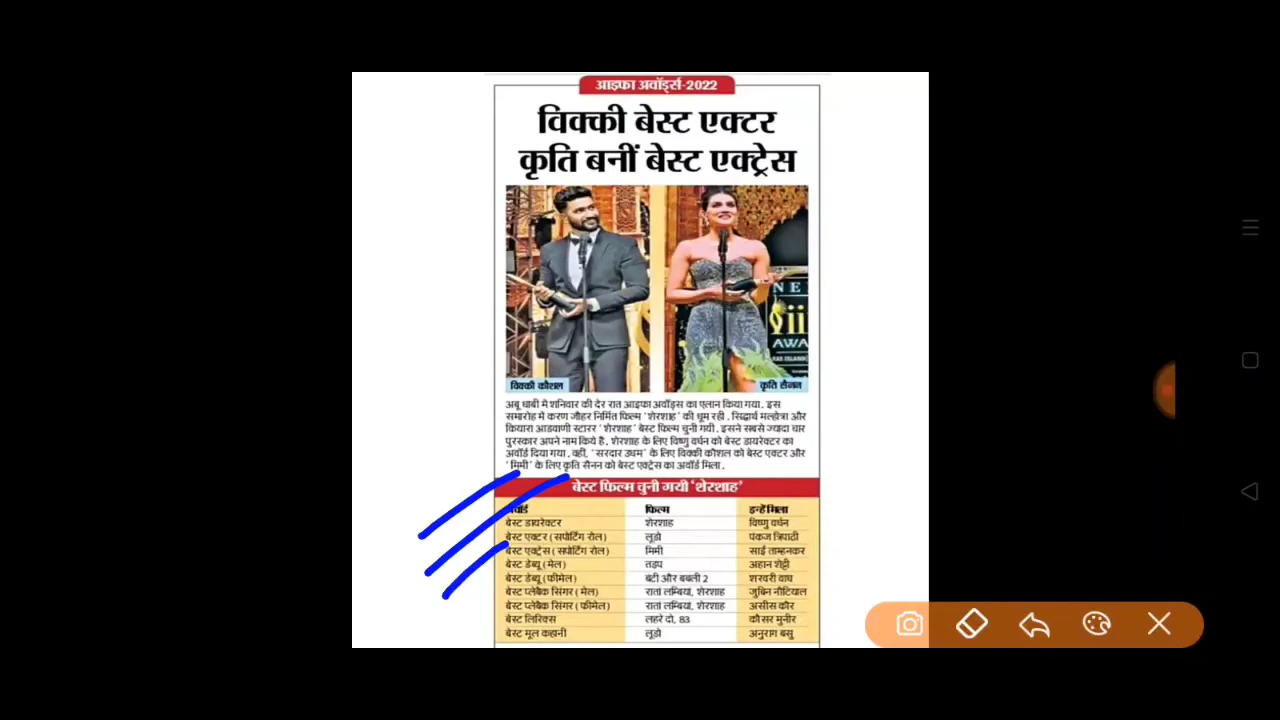 आइफा अवॉर्ड्स-2022
विक्की बेस्ट एक्टर
कृति बनीं बेस्ट एक्ट्रेस
विक्की कौशल
कृति सैनन
अबू धाबी में शनिवार की देर रात आइफा अवॉर्ड्स का एलान किया गया. इस
समारोह में करण जौहर निर्मित फिल्म 'शेरशाह' की धूम रही. सिद्धार्थ मल्होत्रा और
कियारा आडवाणी स्टारर 'शेरशाह' बेस्ट फिल्म चुनी गयी. इसने सबसे ज्यादा चार
पुरस्कार अपने नाम किये है. शेरशाह के लिए विष्णु वर्धन को बेस्ट डायरेक्टर का
अवॉर्ड दिया गया. वहीं, 'सरदार उधम' के लिए विक्की कौशल को बेस्ट एक्टर और
'मिमी' के लिए कृति सैनन को बेस्ट एक्ट्रेस का अवॉर्ड मिला.
बेस्ट फिल्म चुनी गयी 'शेरशाह'
फिल्म इन्हें मिला
बेस्ट डायरेक्टर शेरशाह विष्णु वर्धन
बेस्ट एक्टर (सपोर्टिंग रोल) लूडो पंकज त्रिपाठी
बेस्ट एक्ट्रेस (सपोर्टिंग रोल) मिमी साई ताम्हनकर
बेस्ट डेब्यू (मेल) तड़प अहान शेट्टी
बेस्ट डेब्यू (फीमेल) बंटी और बबली 2 शरवरी वाघ
बेस्ट प्लेबैक सिंगर (मेल) रातां लम्बियां, शेरशाह जुबिन नौटियाल
बेस्ट प्लेबैक सिंगर (फीमेल) रातां लम्बियां, शेरशाह असीस कौर
बेस्ट लिरिक्स लहरे दो, 83 कौसर मुनीर
बेस्ट मूल कहानी लूडो अनुराग बसु